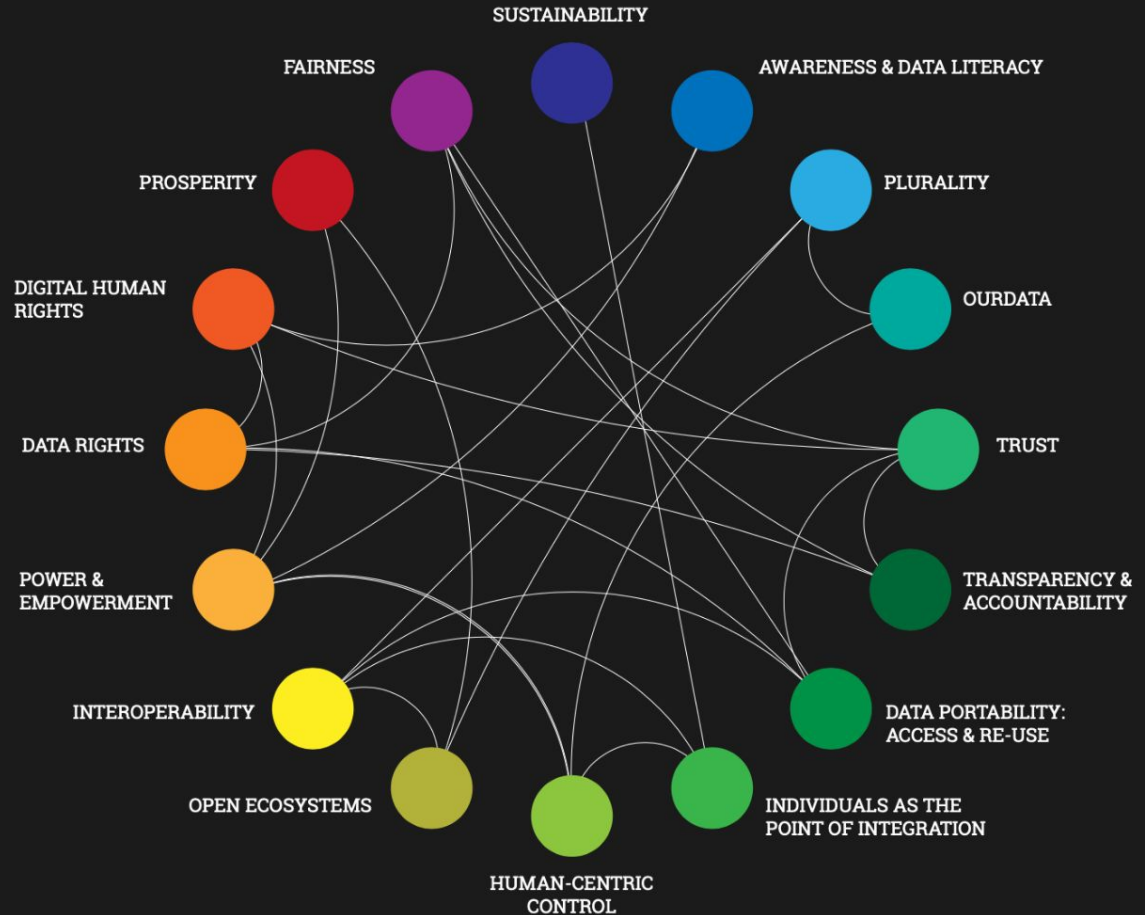 SUSTAINABILITY
FAIRNESS
AWARENESS & DATA LITERACY
PROSPERITY
PLURALITY
DIGITAL HUMAN
RIGHTS
OURDATA
DATA RIGHTS
TRUST
POWER &
EMPOWERMENT
TRANSPARENCY &
ACCOUNTABILITY
INTEROPERABILITY
DATA PORTABILITY:
ACCESS & RE-USE
OPEN ECOSYSTEMS
INDIVIDUALS AS THE
POINT OF INTEGRATION
HUMAN-CENTRIC
CONTROL